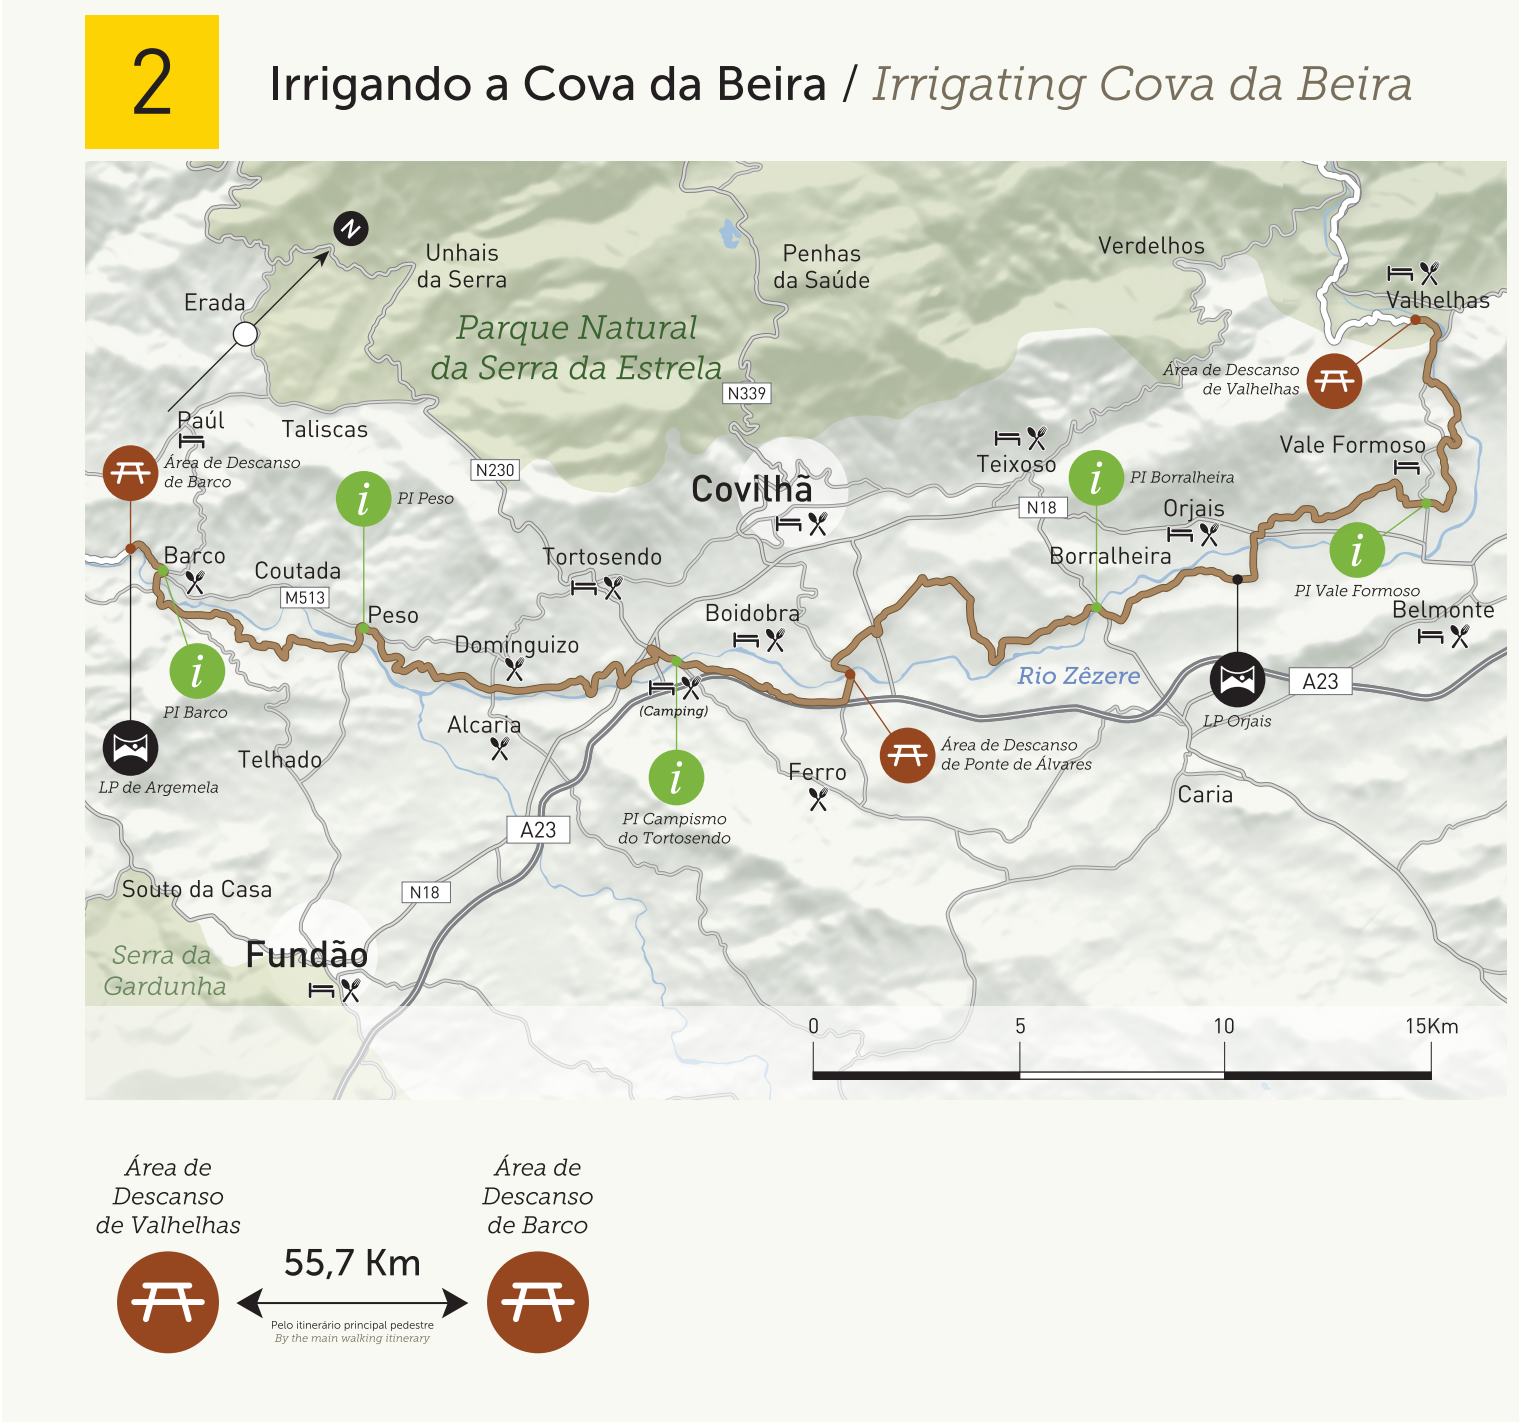 2
Irrigando a Cova da Beira / Irrigating Cova da Beira
N
Unhais
da Serra
Penhas
da Saúde
Verdelhos
Erada
Valhelhas
Parque Natural
da Serra da Estrela
Área de Descanso
de Valhelhas
N339
Paúl
Taliscas
Vale Formoso
Área de Descanso
de Barco
N230
Teixoso
PI Borralheira
i
PI Peso
i
Covilhã
N18
Orjais
Barco
Coutada
Tortosendo
Borralheira
i
PI Vale Formoso
M513
Peso
Boidobra
Belmonte
Dominguizo
i
PI Barco
Rio Zêzere
A23
(Camping)
LP Orjais
Alcaria
Telhado
Área de Descanso
de Ponte de Álvares
LP de Argemela
i
Ferro
Caria
PI Campismo
do Tortosendo
A23
Souto da Casa
N18
Serra da
Gardunha
Fundão
0 5 10 15Km
Área de
Descanso
de Valhelhas
Área de
Descanso
de Barco
55,7 Km
Pelo itinerário principal pedestre
By the main walking itinerary